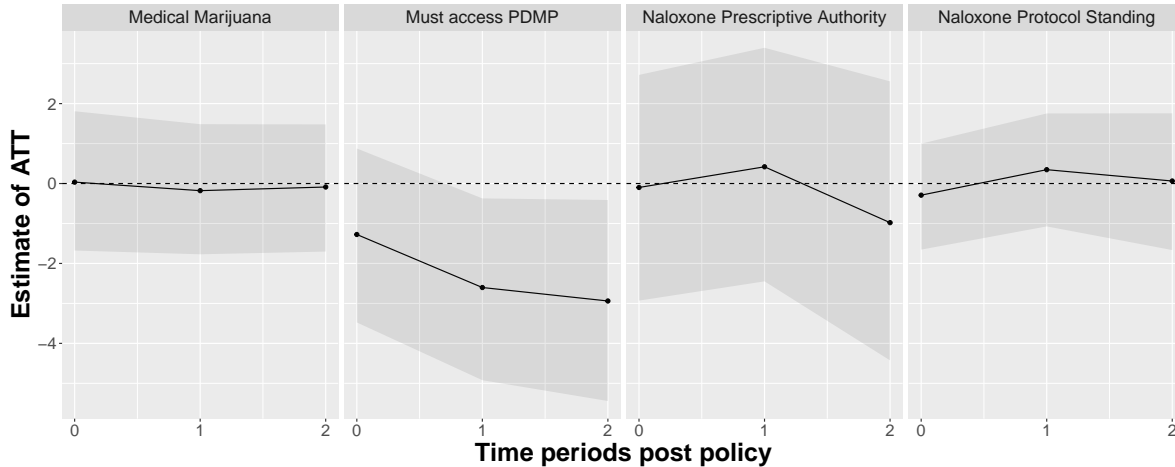 Medical Marijuana
Must access PDMP
Naloxone Prescriptive Authority
Naloxone Protocol Standing
Estimate of ATT
2
0
−2
−4
0 1 2
0 1 2
0 1 2
0 1 2
Time periods post policy